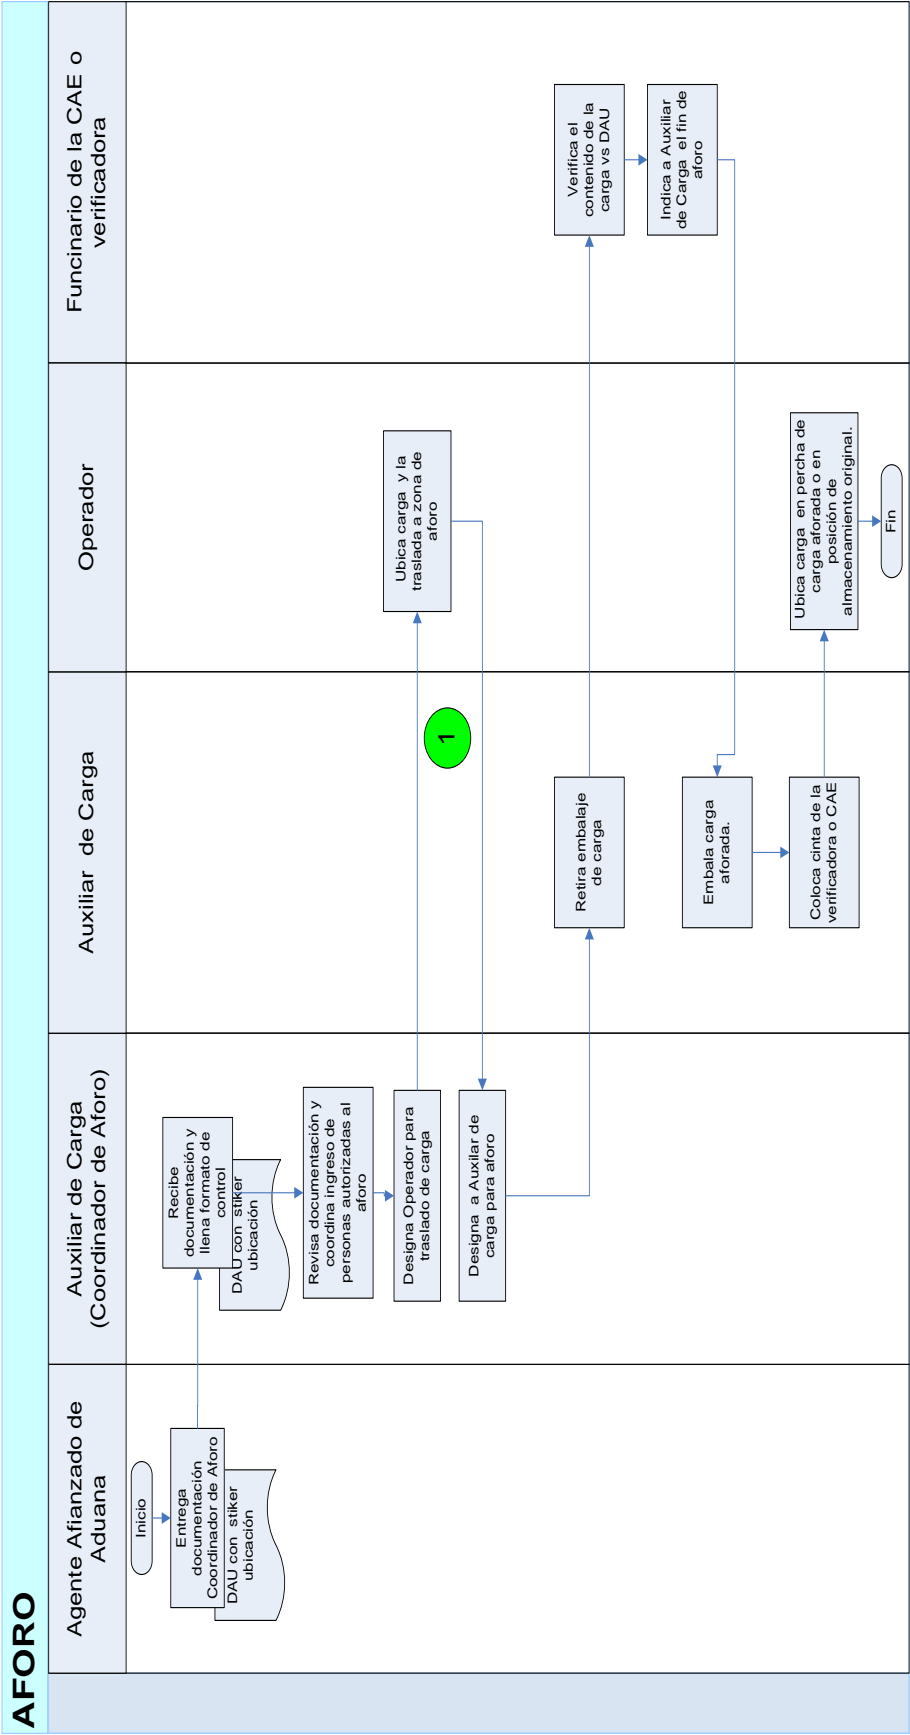 AFORO
Agente Afianzado de
Aduana
Auxiliar de Carga
(Coordinador de Aforo)
Auxiliar de Carga
Operador
Funcinario de la CAE o
verificadora
Inicio
Entrega
documentación
Coordinador de Aforo
DAU con stiker
ubicación
Recibe
documentación y
llena formato de
control
DAU con stiker
ubicación
Revisa documentación y
coordina ingreso de
personas autorizadas al
aforo
Designa Operador para
traslado de carga
Ubica carga y la
traslada a zona de
aforo
1
Designa a Auxilar de
carga para aforo
Retira embalaje
de carga
Verifica el
contenido de la
carga vs DAU
Indica a Auxiliar
de Carga el fin de
aforo
Embala carga
aforada.
Coloca cinta de la
verificadora o CAE
Ubica carga en percha de
carga aforada o en
posición de
almacenamiento original.
Fin